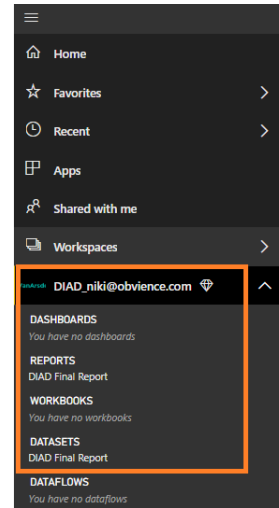 Home
Favorites
Recent
Apps
Shared with me
Workspaces
DIAD_niki@obvience.com
DASHBOARDS
You have no dashboards
REPORTS
DIAD Final Report
WORKBOOKS
You have no workbooks
DATASETS
DIAD Final Report
DATAFLOWS
You have no dataflows